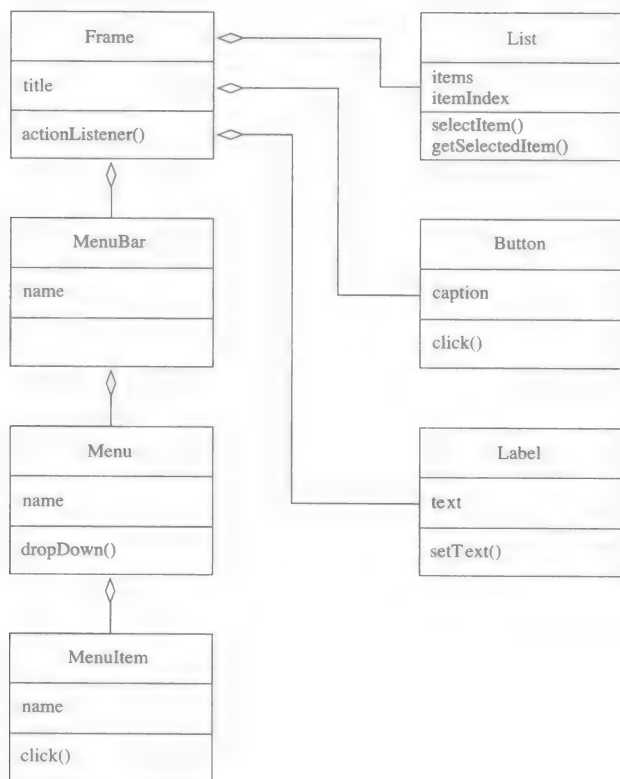 Frame
title
actionListener()
List
items
itemIndex
selectItem()
getSelectedItem()
MenuBar
name
Button
caption
click()
Menu
name
dropDown()
Label
text
setText()
MenuItem
name
click()